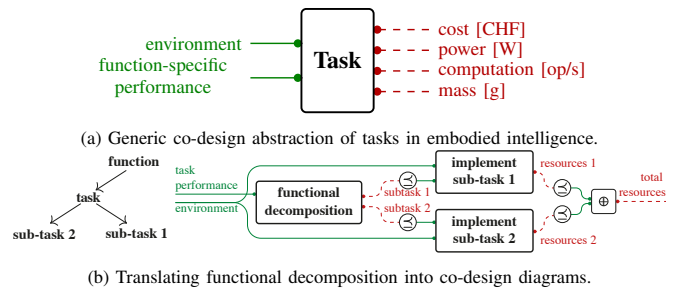 environment
function-specific
performance
Task
cost [CHF]
power [W]
computation [op/s]
mass [g]
(a) Generic co-design abstraction of tasks in embodied intelligence.
function
task
sub-task 2
sub-task 1
task
performance
environment
functional
decomposition
subtask 1
subtask 2
⪯
⪯
implement
sub-task 1
implement
sub-task 2
resources 1
resources 2
⪯
⪯
⊕
total
resources
(b) Translating functional decomposition into co-design diagrams.